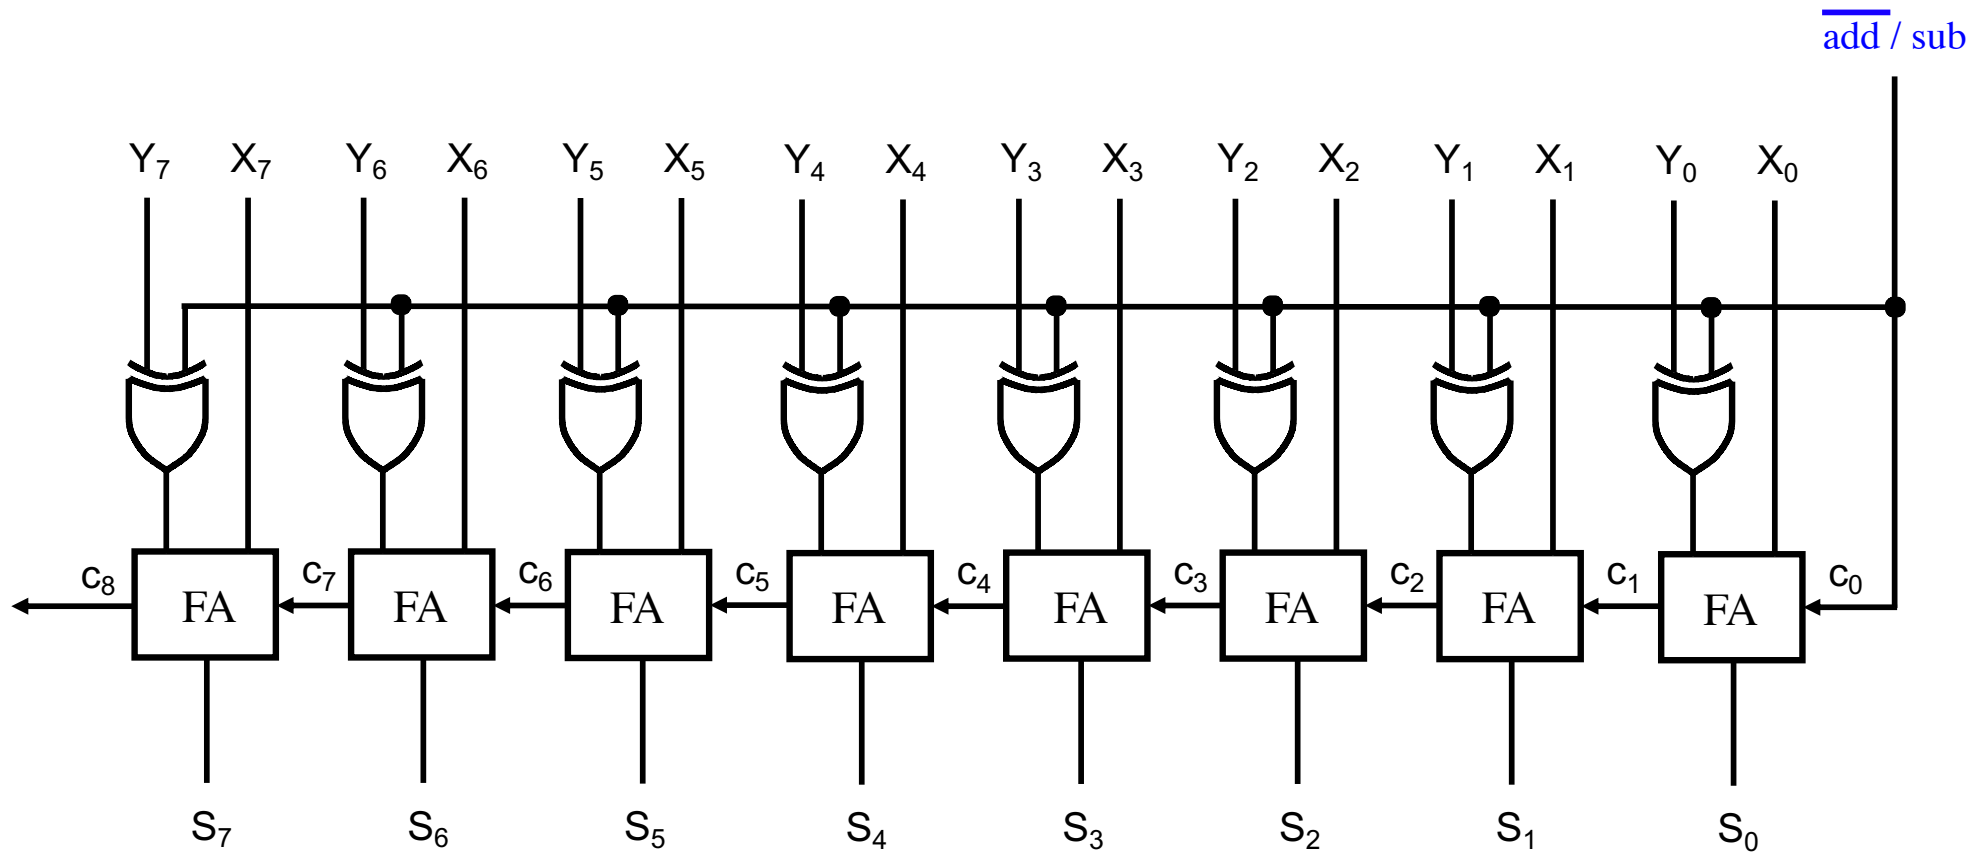 a̅d̅d̅ / sub
Y₇ X₇ Y₆ X₆ Y₅ X₅ Y₄ X₄ Y₃ X₃ Y₂ X₂ Y₁ X₁ Y₀ X₀
c₈ FA c₇ FA c₆ FA c₅ FA c₄ FA c₃ FA c₂ FA c₁ FA c₀
S₇ S₆ S₅ S₄ S₃ S₂ S₁ S₀